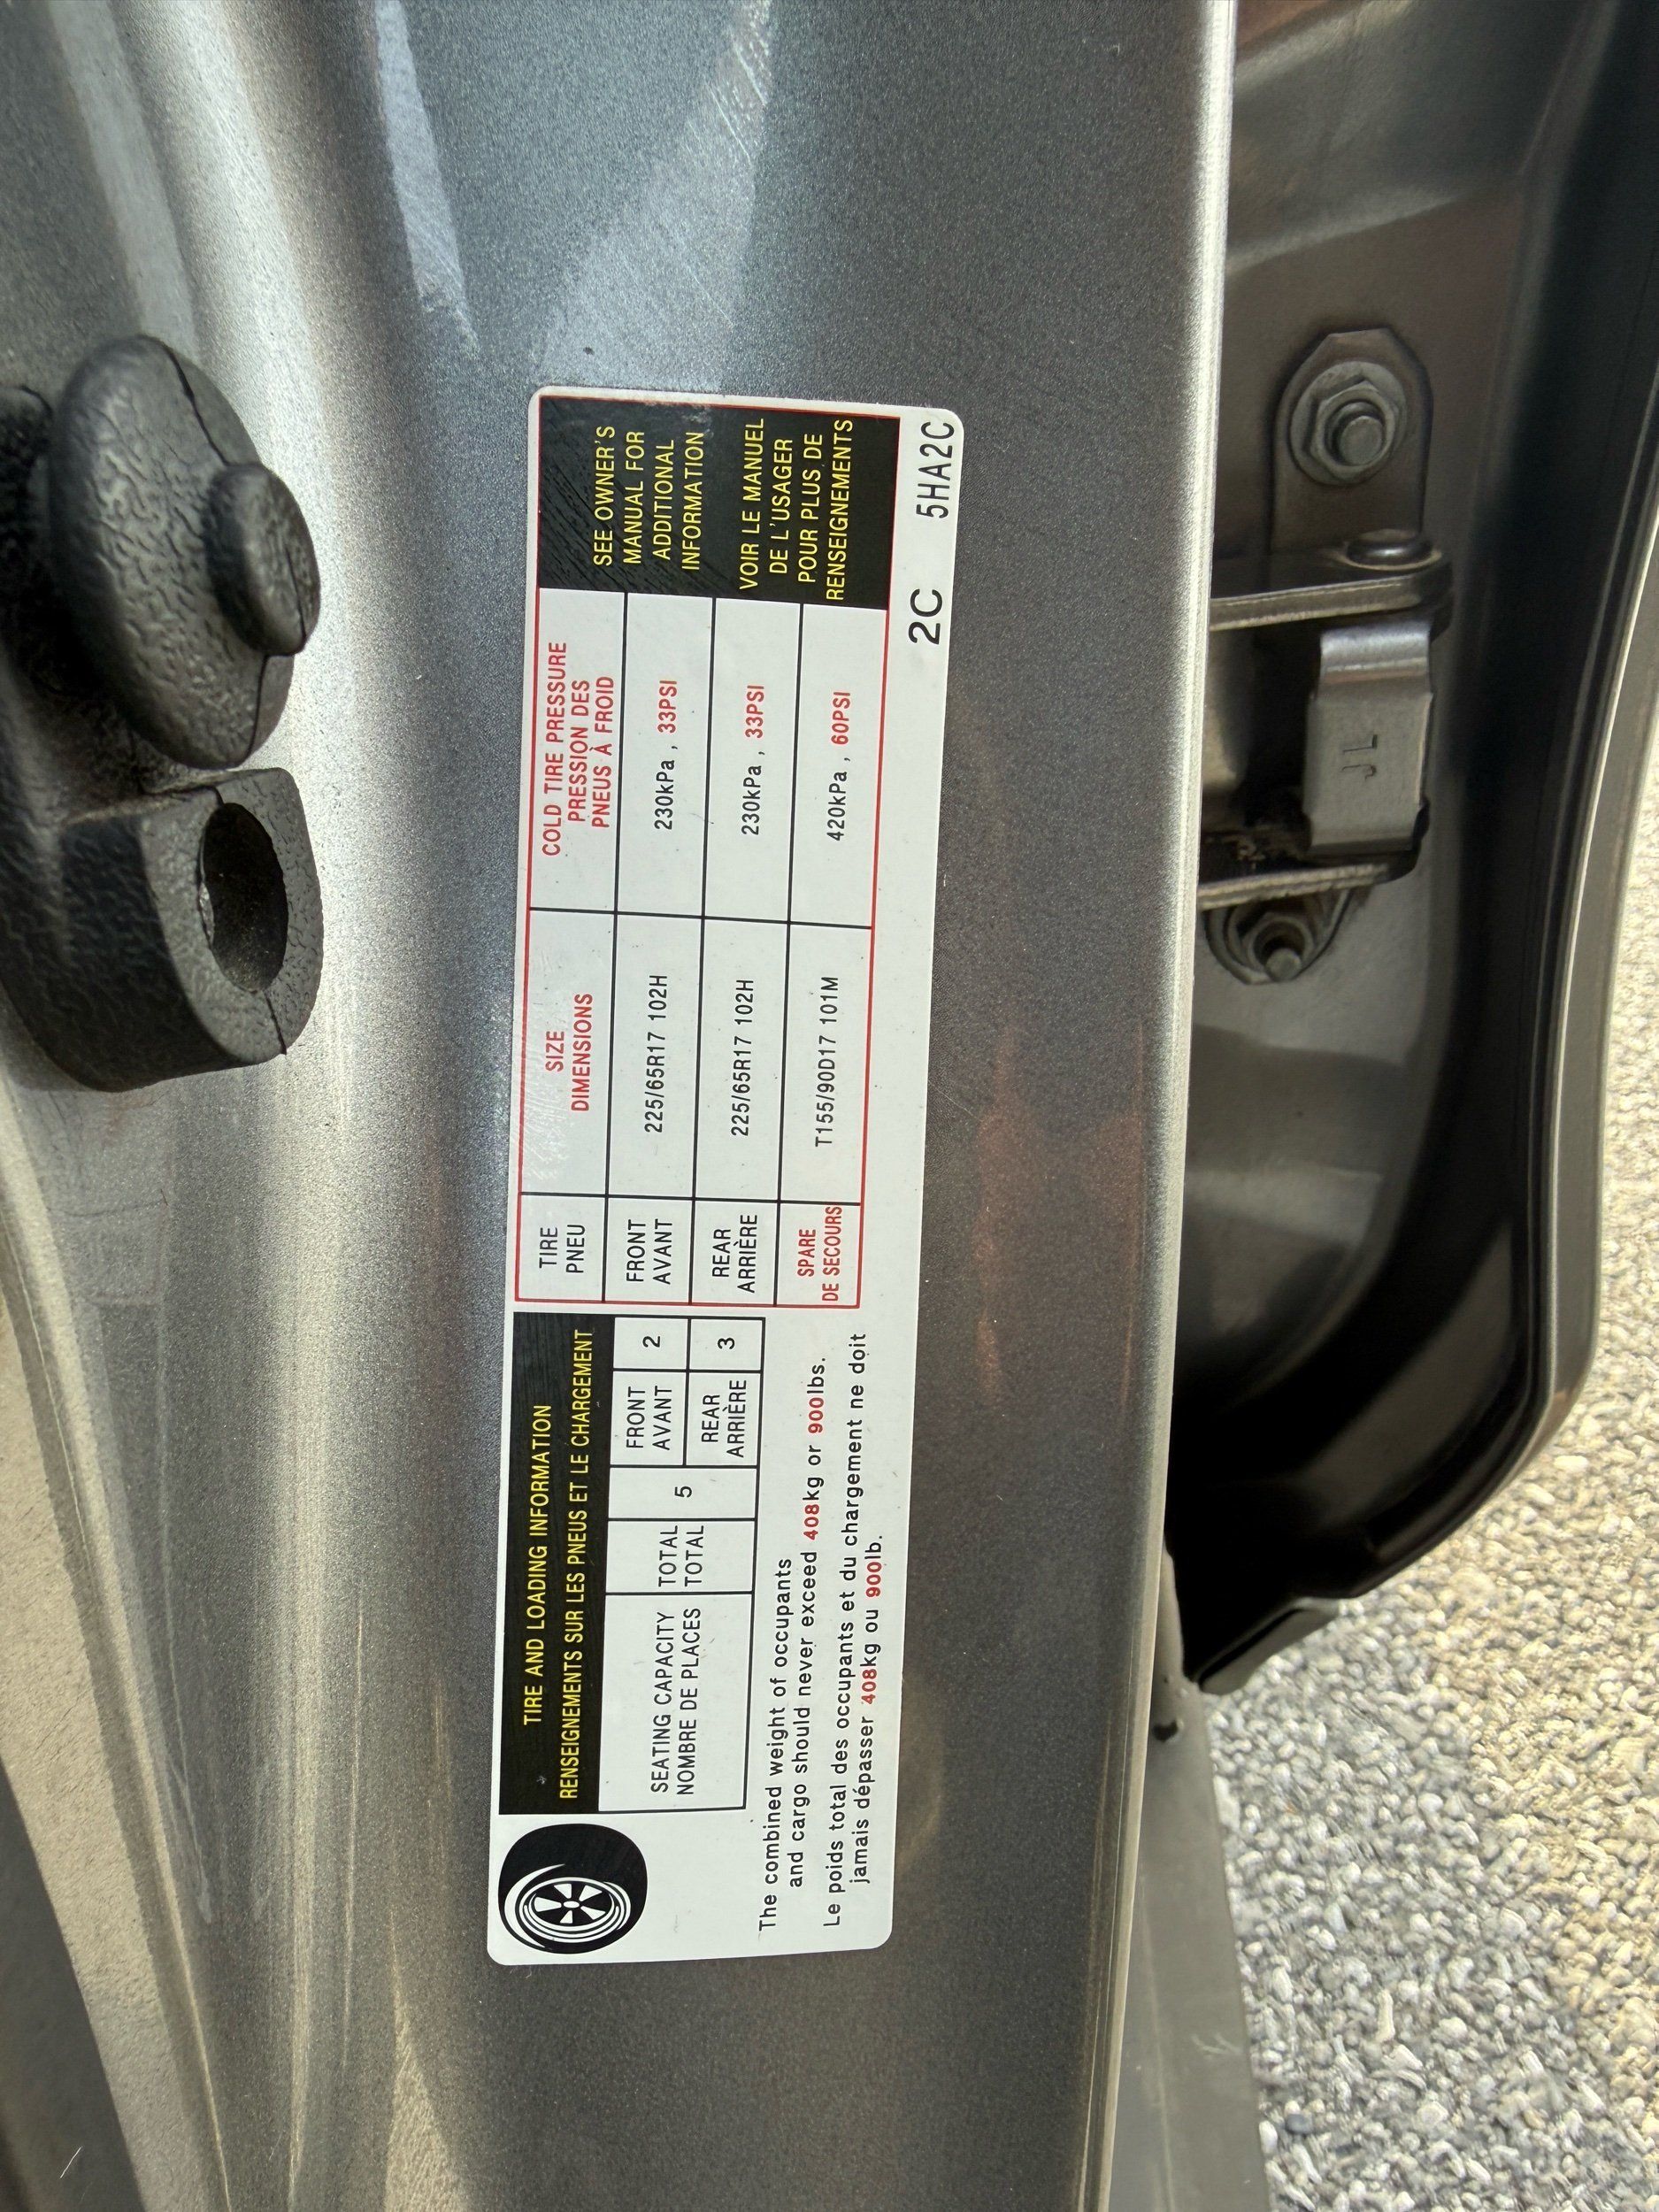 TIRE AND LOADING INFORMATION
RENSEIGNEMENTS SUR LES PNEUS ET LE CHARGEMENT
SEATING CAPACITY
NOMBRE DE PLACES
TOTAL
TOTAL
5
FRONT
AVANT
2
REAR
ARRIÈRE
3
The combined weight of occupants
and cargo should never exceed 408kg or 900lbs.
Le poids total des occupants et du chargement ne doit
jamais dépasser 408kg ou 900lb.
TIRE
PNEU
SIZE
DIMENSIONS
COLD TIRE PRESSURE
PRESSION DES
PNEUS À FROID
FRONT
AVANT
225/65R17 102H
230kPa , 33PSI
REAR
ARRIÈRE
225/65R17 102H
230kPa , 33PSI
SPARE
DE SECOURS
T155/90D17 101M
420kPa , 60PSI
SEE OWNER'S
MANUAL FOR
ADDITIONAL
INFORMATION
VOIR LE MANUEL
DE L'USAGER
POUR PLUS DE
RENSEIGNEMENTS
2C 5HA2C
JL